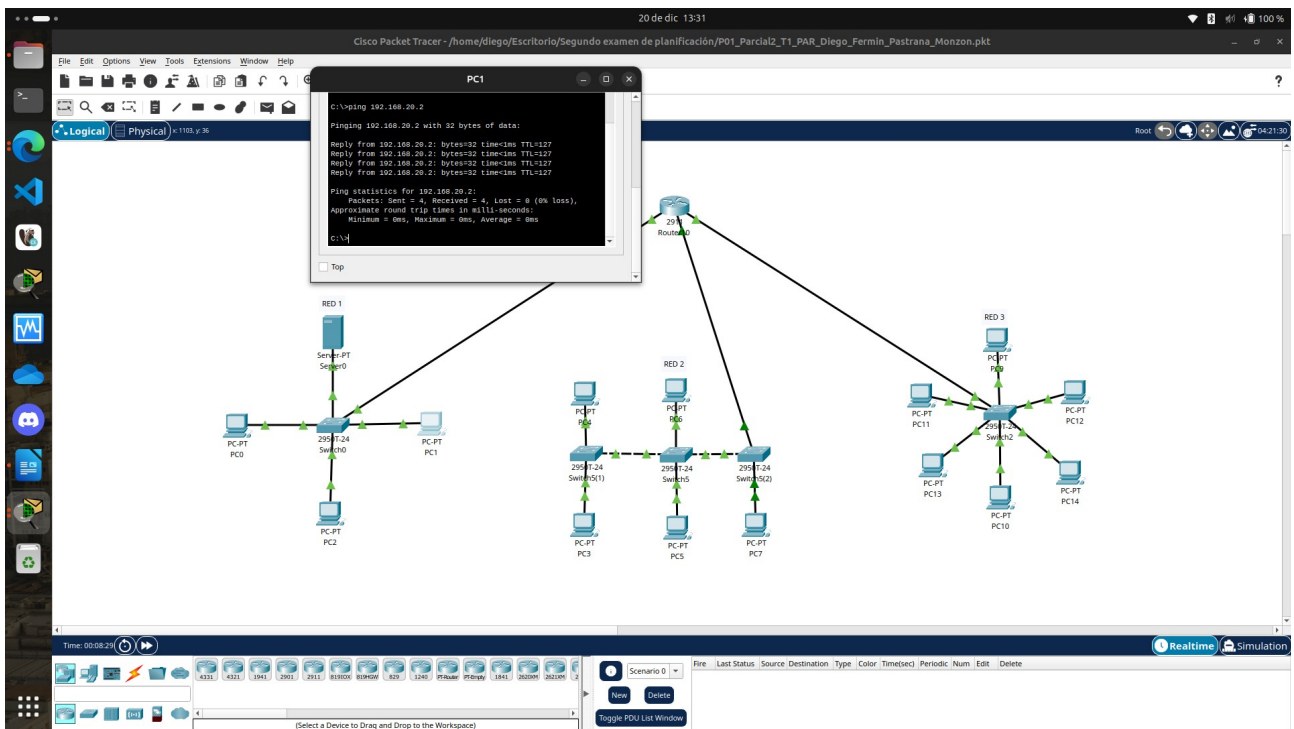 20 de dic 13:31
100 %
Cisco Packet Tracer - /home/diego/Escritorio/Segundo examen de planificación/P01_Parcial2_T1_PAR_Diego_Fermin_Pastrana_Monzon.pkt
File Edit Options View Tools Extensions Window Help
?
Logical Physical x: 1103, y: 36
Root 04:21:30
PC1
C:\>ping 192.168.20.2
Pinging 192.168.20.2 with 32 bytes of data:
Reply from 192.168.20.2: bytes=32 time<1ms TTL=127
Reply from 192.168.20.2: bytes=32 time<1ms TTL=127
Reply from 192.168.20.2: bytes=32 time<1ms TTL=127
Reply from 192.168.20.2: bytes=32 time<1ms TTL=127
Ping statistics for 192.168.20.2:
Packets: Sent = 4, Received = 4, Lost = 0 (0% loss),
Approximate round trip times in milli-seconds:
Minimum = 0ms, Maximum = 0ms, Average = 0ms
C:\>
Top
2911
RED 1
Server-PT
Server0
PC-PT
PC0
2950T-24
Switch0
PC-PT
PC1
PC-PT
PC2
RED 2
PC-PT
PC4
PC-PT
PC6
2950T-24
Switch5(1)
2950T-24
Switch5
2950T-24
Switch5(2)
PC-PT
PC3
PC-PT
PC5
PC-PT
PC7
RED 3
PC-PT
PC9
PC-PT
PC11
PC-PT
PC12
2950T-24
Switch2
PC-PT
PC13
PC-PT
PC14
PC-PT
PC10
Time: 00:08:29
Realtime Simulation
4331 4321 1941 2901 2911 819IOX 819HGW 829 1240 PT-Router PT-Empty 1841 2620XM 2621XM
(Select a Device to Drag and Drop to the Workspace)
Scenario 0
New Delete
Toggle PDU List Window
Fire Last Status Source Destination Type Color Time(sec) Periodic Num Edit Delete